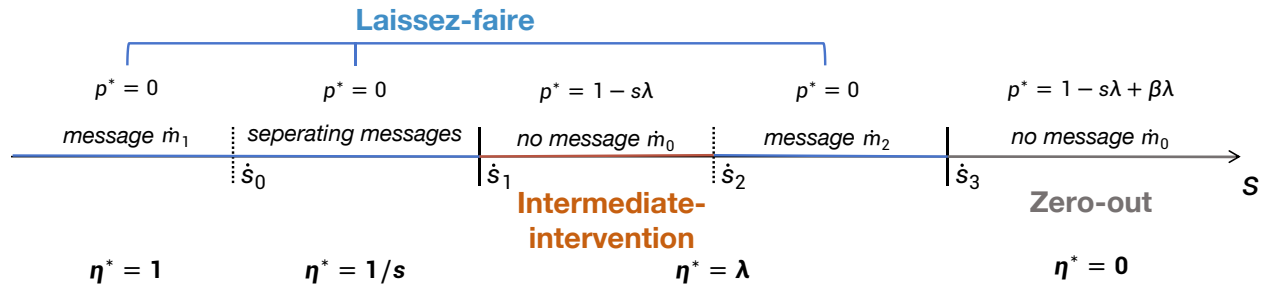 Laissez-faire
p* = 0 p* = 0 p* = 1 − sλ p* = 0 p* = 1 − sλ + βλ
message ṁ₁ seperating messages no message ṁ₀ message ṁ₂ no message ṁ₀
ṡ₀ ṡ₁ ṡ₂ ṡ₃ s
Intermediate-
intervention
Zero-out
η* = 1 η* = 1/s η* = λ η* = 0